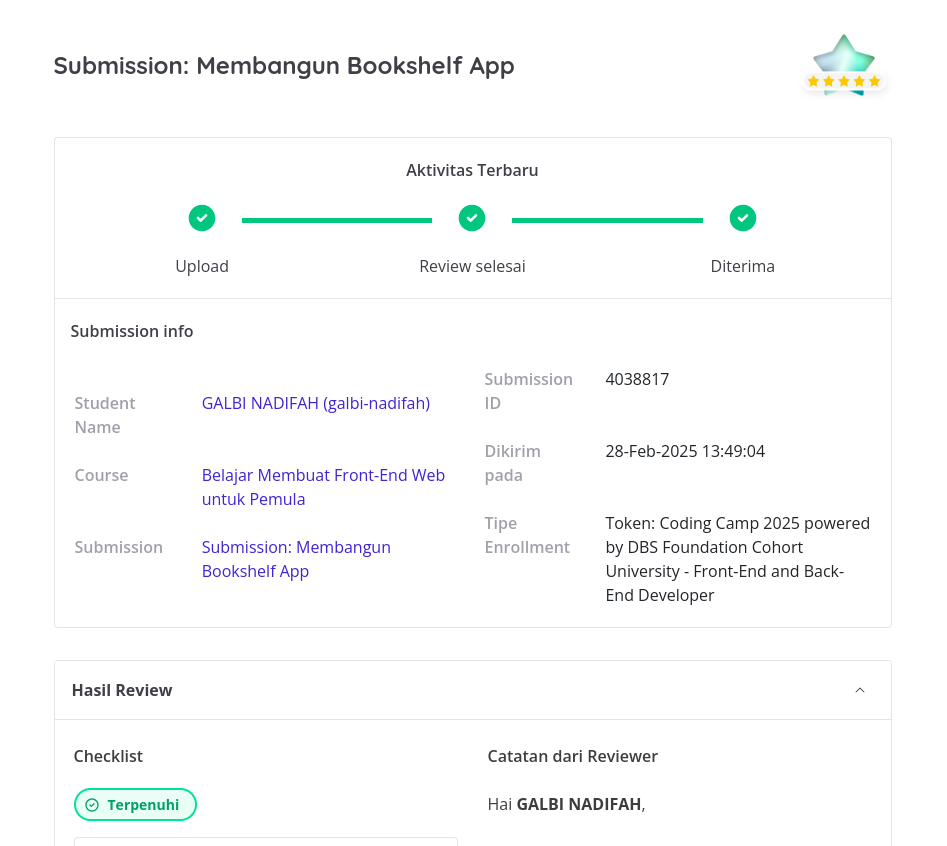 Submission: Membangun Bookshelf App
Aktivitas Terbaru
Upload
Review selesai
Diterima
Submission info
Student
Name
GALBI NADIFAH (galbi-nadifah)
Course
Belajar Membuat Front-End Web
untuk Pemula
Submission
Submission: Membangun
Bookshelf App
Submission
ID
4038817
Dikirim
pada
28-Feb-2025 13:49:04
Tipe
Enrollment
Token: Coding Camp 2025 powered
by DBS Foundation Cohort
University - Front-End and Back-
End Developer
Hasil Review
Checklist
Terpenuhi
Catatan dari Reviewer
Hai GALBI NADIFAH,